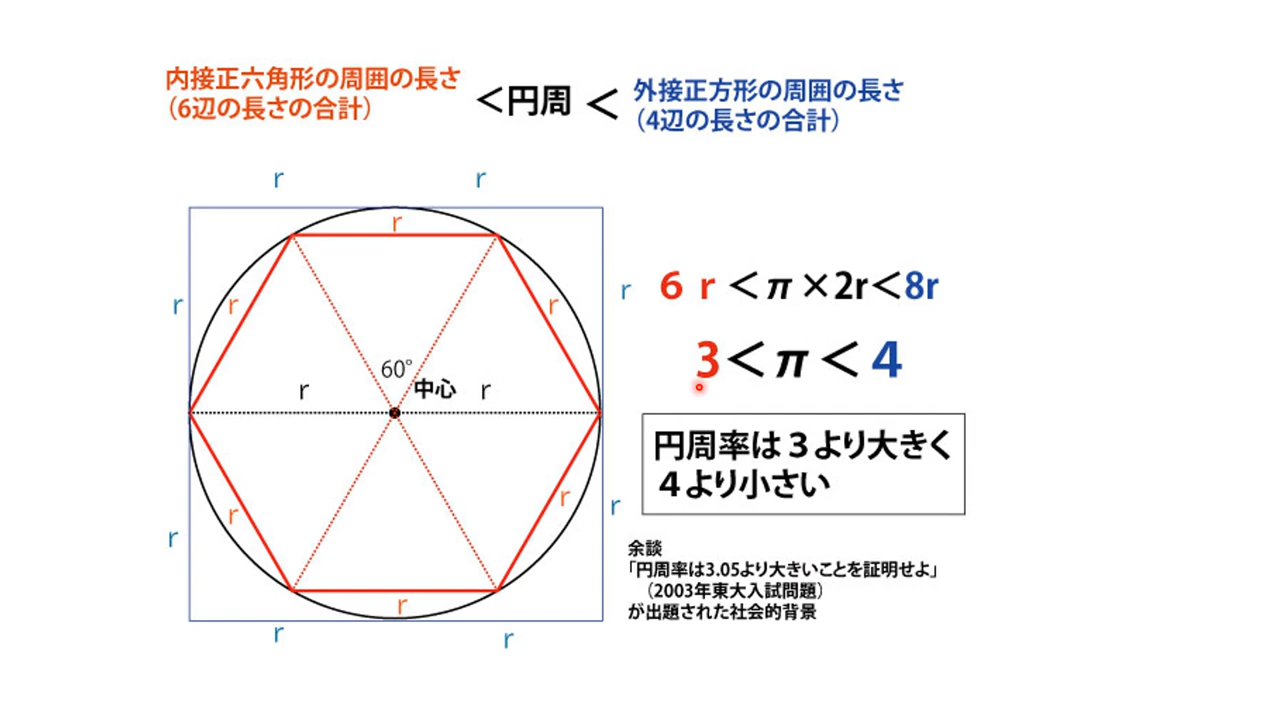 内接正六角形の周囲の長さ
（6辺の長さの合計）
＜円周＜
外接正方形の周囲の長さ
（4辺の長さの合計）
r
r
r
r
r
r
r
60°
中心
r
r
r
r
r
r
r
r
r
６ｒ＜π×2r＜8r
3＜π＜4
円周率は３より大きく
４より小さい
余談
「円周率は3.05より大きいことを証明せよ」
（2003年東大入試問題）
が出題された社会的背景